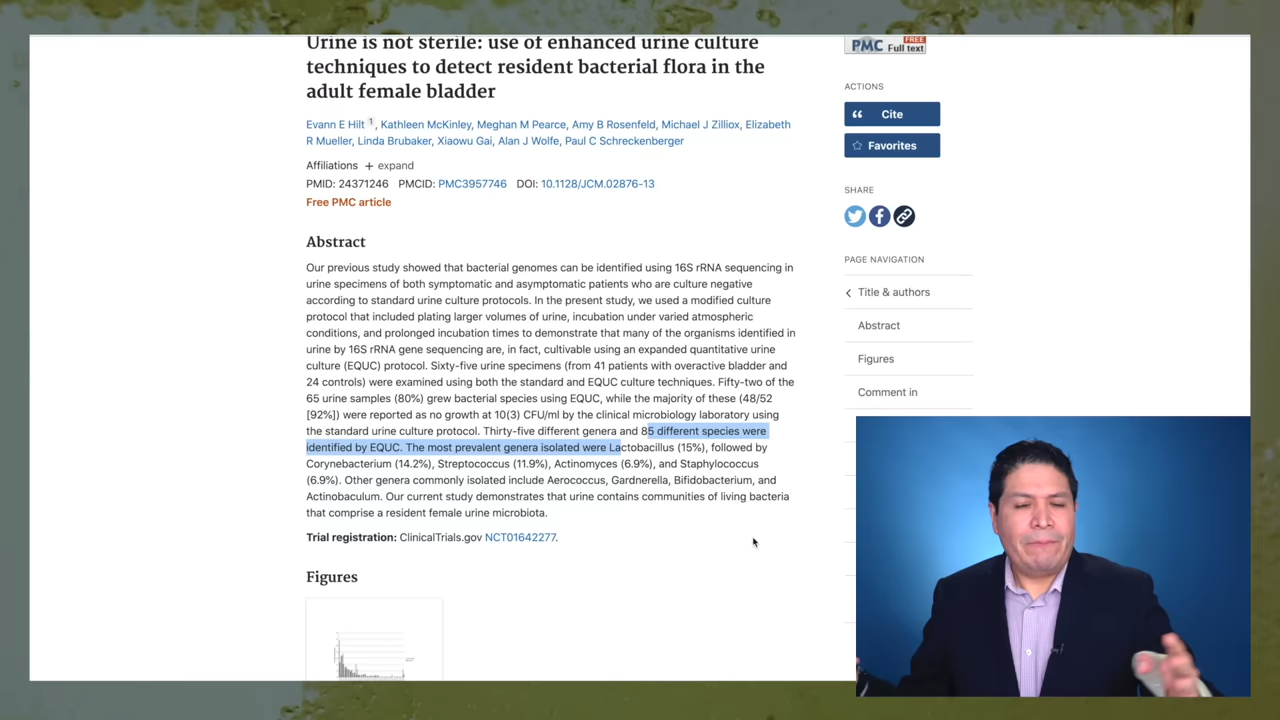 Urine is not sterile: use of enhanced urine culture
techniques to detect resident bacterial flora in the
adult female bladder
Evann E Hilt 1, Kathleen McKinley, Meghan M Pearce, Amy B Rosenfeld, Michael J Zilliox, Elizabeth
R Mueller, Linda Brubaker, Xiaowu Gai, Alan J Wolfe, Paul C Schreckenberger
Affiliations + expand
PMID: 24371246 PMCID: PMC3957746 DOI: 10.1128/JCM.02876-13
Free PMC article
Abstract
Our previous study showed that bacterial genomes can be identified using 16S rRNA sequencing in
urine specimens of both symptomatic and asymptomatic patients who are culture negative
according to standard urine culture protocols. In the present study, we used a modified culture
protocol that included plating larger volumes of urine, incubation under varied atmospheric
conditions, and prolonged incubation times to demonstrate that many of the organisms identified in
urine by 16S rRNA gene sequencing are, in fact, cultivable using an expanded quantitative urine
culture (EQUC) protocol. Sixty-five urine specimens (from 41 patients with overactive bladder and
24 controls) were examined using both the standard and EQUC culture techniques. Fifty-two of the
65 urine samples (80%) grew bacterial species using EQUC, while the majority of these (48/52
[92%]) were reported as no growth at 10(3) CFU/ml by the clinical microbiology laboratory using
the standard urine culture protocol. Thirty-five different genera and 85 different species were
identified by EQUC. The most prevalent genera isolated were Lactobacillus (15%), followed by
Corynebacterium (14.2%), Streptococcus (11.9%), Actinomyces (6.9%), and Staphylococcus
(6.9%). Other genera commonly isolated include Aerococcus, Gardnerella, Bifidobacterium, and
Actinobaculum. Our current study demonstrates that urine contains communities of living bacteria
that comprise a resident female urine microbiota.
Trial registration: ClinicalTrials.gov NCT01642277.
Figures
PMC FREE Full text
ACTIONS
Cite
Favorites
SHARE
PAGE NAVIGATION
Title & authors
Abstract
Figures
Comment in